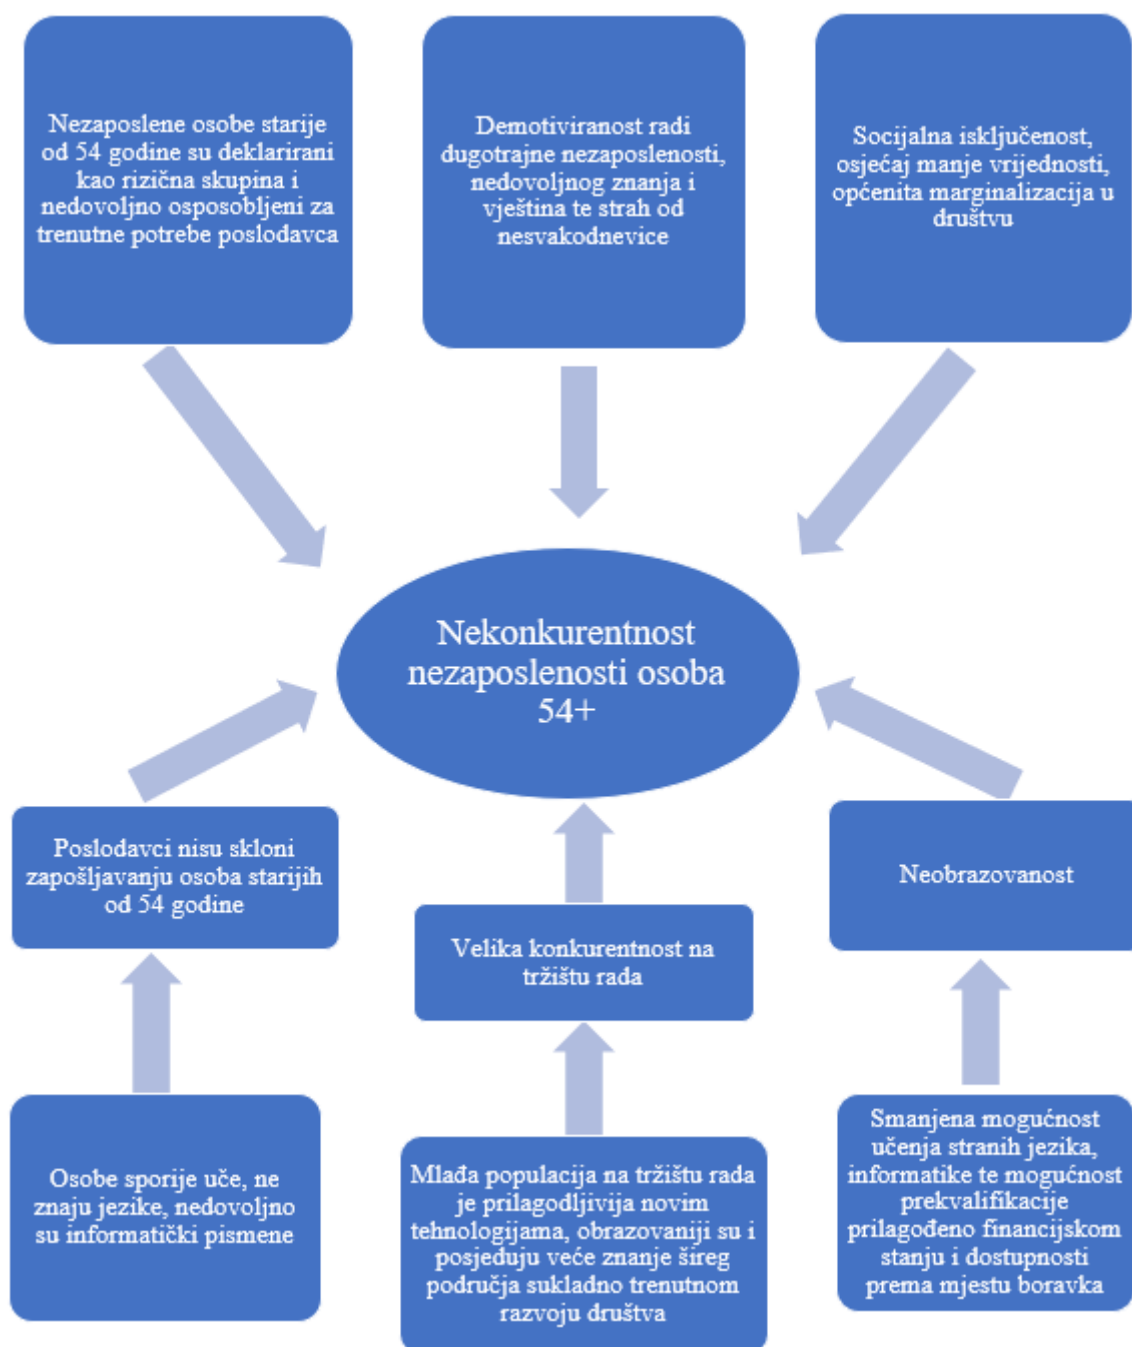 Nezaposlene osobe starije
od 54 godine su deklarirani
kao rizična skupina i
nedovoljno osposobljeni za
trenutne potrebe poslodavca
Demotiviranost radi
dugotrajne nezaposlenosti,
nedovoljnog znanja i
vještina te strah od
nesvakodnevice
Socijalna isključenost,
osjećaj manje vrijednosti,
općenita marginalizacija u
društvu
Nekonkurentnost
nezaposlenosti osoba
54+
Poslodavci nisu skloni
zapošljavanju osoba starijih
od 54 godine
Velika konkurentnost na
tržištu rada
Neobrazovanost
Osobe sporije uče, ne
znaju jezike, nedovoljno
su informatički pismene
Mlađa populacija na tržištu rada
je prilagodljivija novim
tehnologijama, obrazovaniji su i
posjeduju veće znanje šireg
područja sukladno trenutnom
razvoju društva
Smanjena mogućnost
učenja stranih jezika,
informatike te mogućnost
prekvalifikacije
prilagođeno financijskom
stanju i dostupnosti
prema mjestu boravka